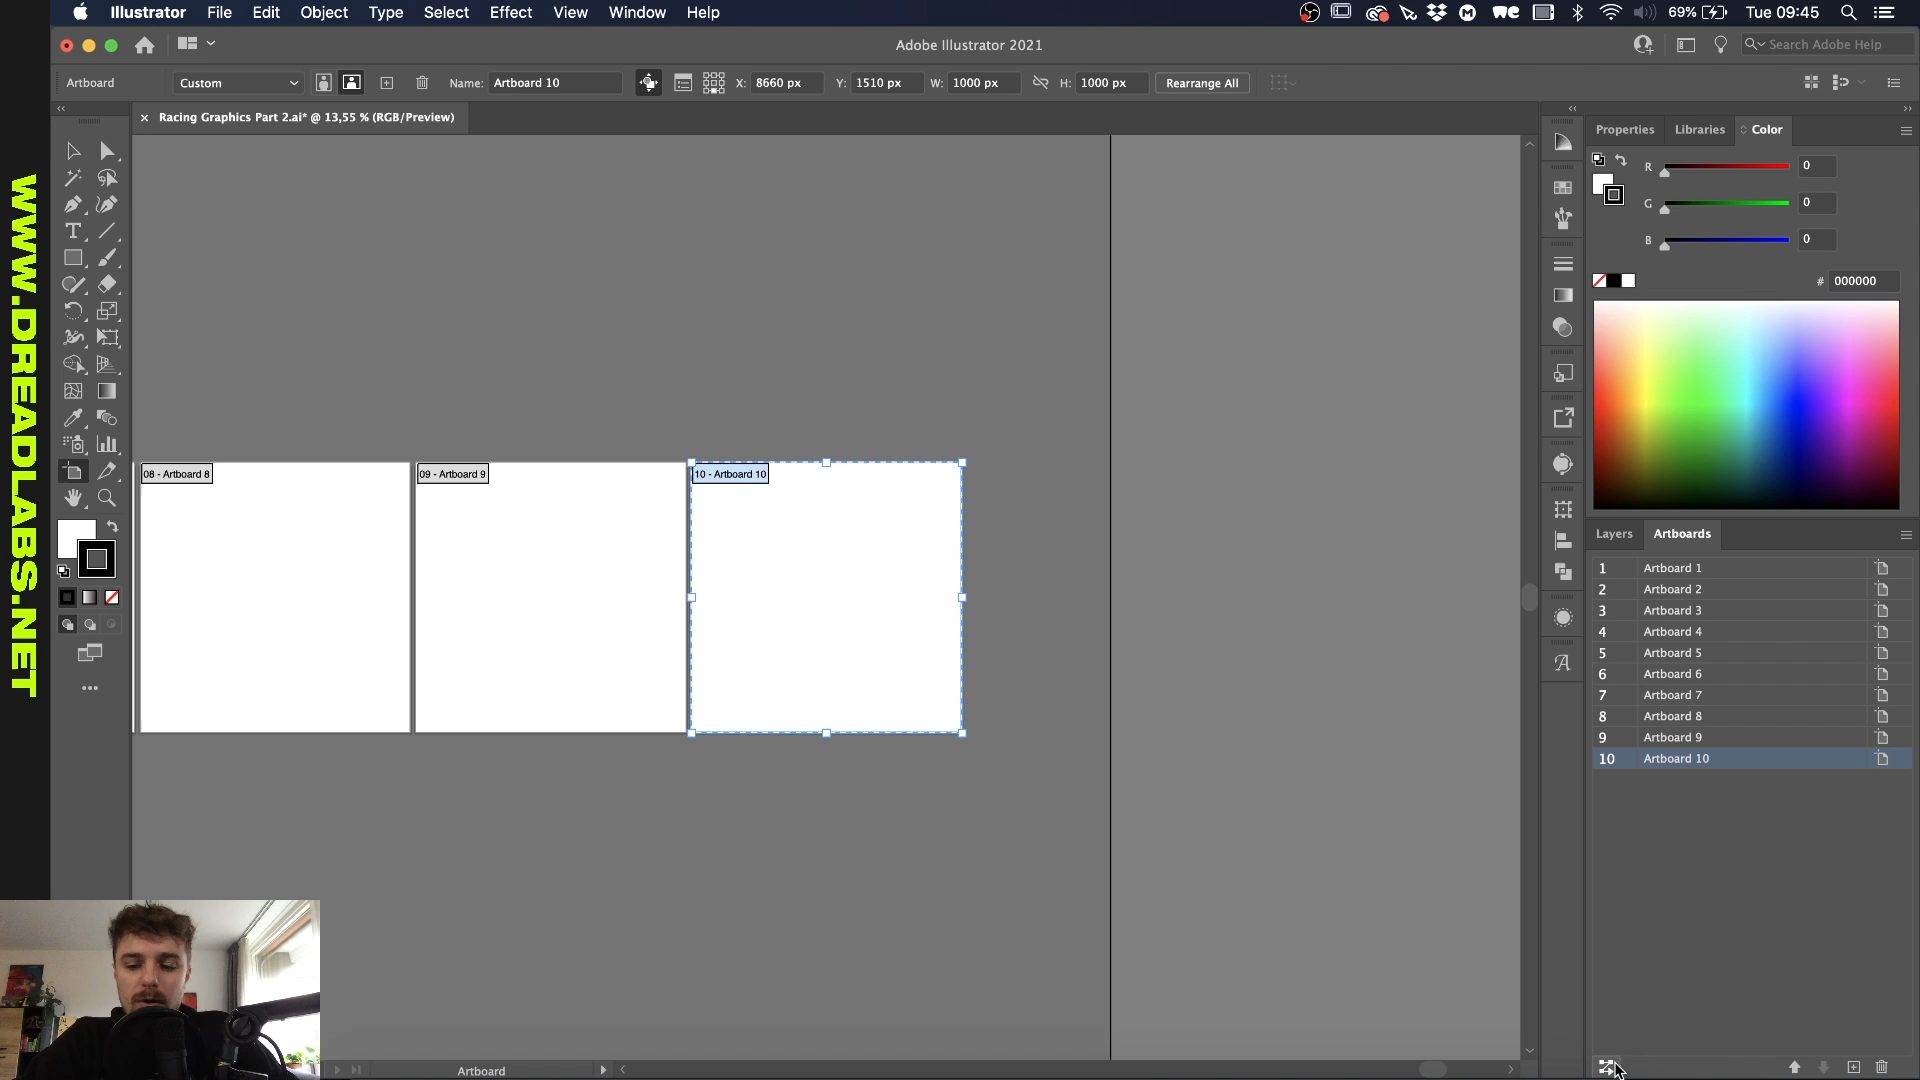 Illustrator File Edit Object Type Select Effect View Window Help
69% Tue 09:45
Adobe Illustrator 2021
Search Adobe Help
Artboard Custom Name: Artboard 10 X: 8660 px Y: 1510 px W: 1000 px H: 1000 px Rearrange All
Racing Graphics Part 2.ai* @ 13,55 % (RGB/Preview)
Properties Libraries Color
R 0
G 0
B 0
# 000000
WWW.DREADLABS.NET
08 - Artboard 8
09 - Artboard 9
10 - Artboard 10
Layers Artboards
1 Artboard 1
2 Artboard 2
3 Artboard 3
4 Artboard 4
5 Artboard 5
6 Artboard 6
7 Artboard 7
8 Artboard 8
9 Artboard 9
10 Artboard 10
Artboard